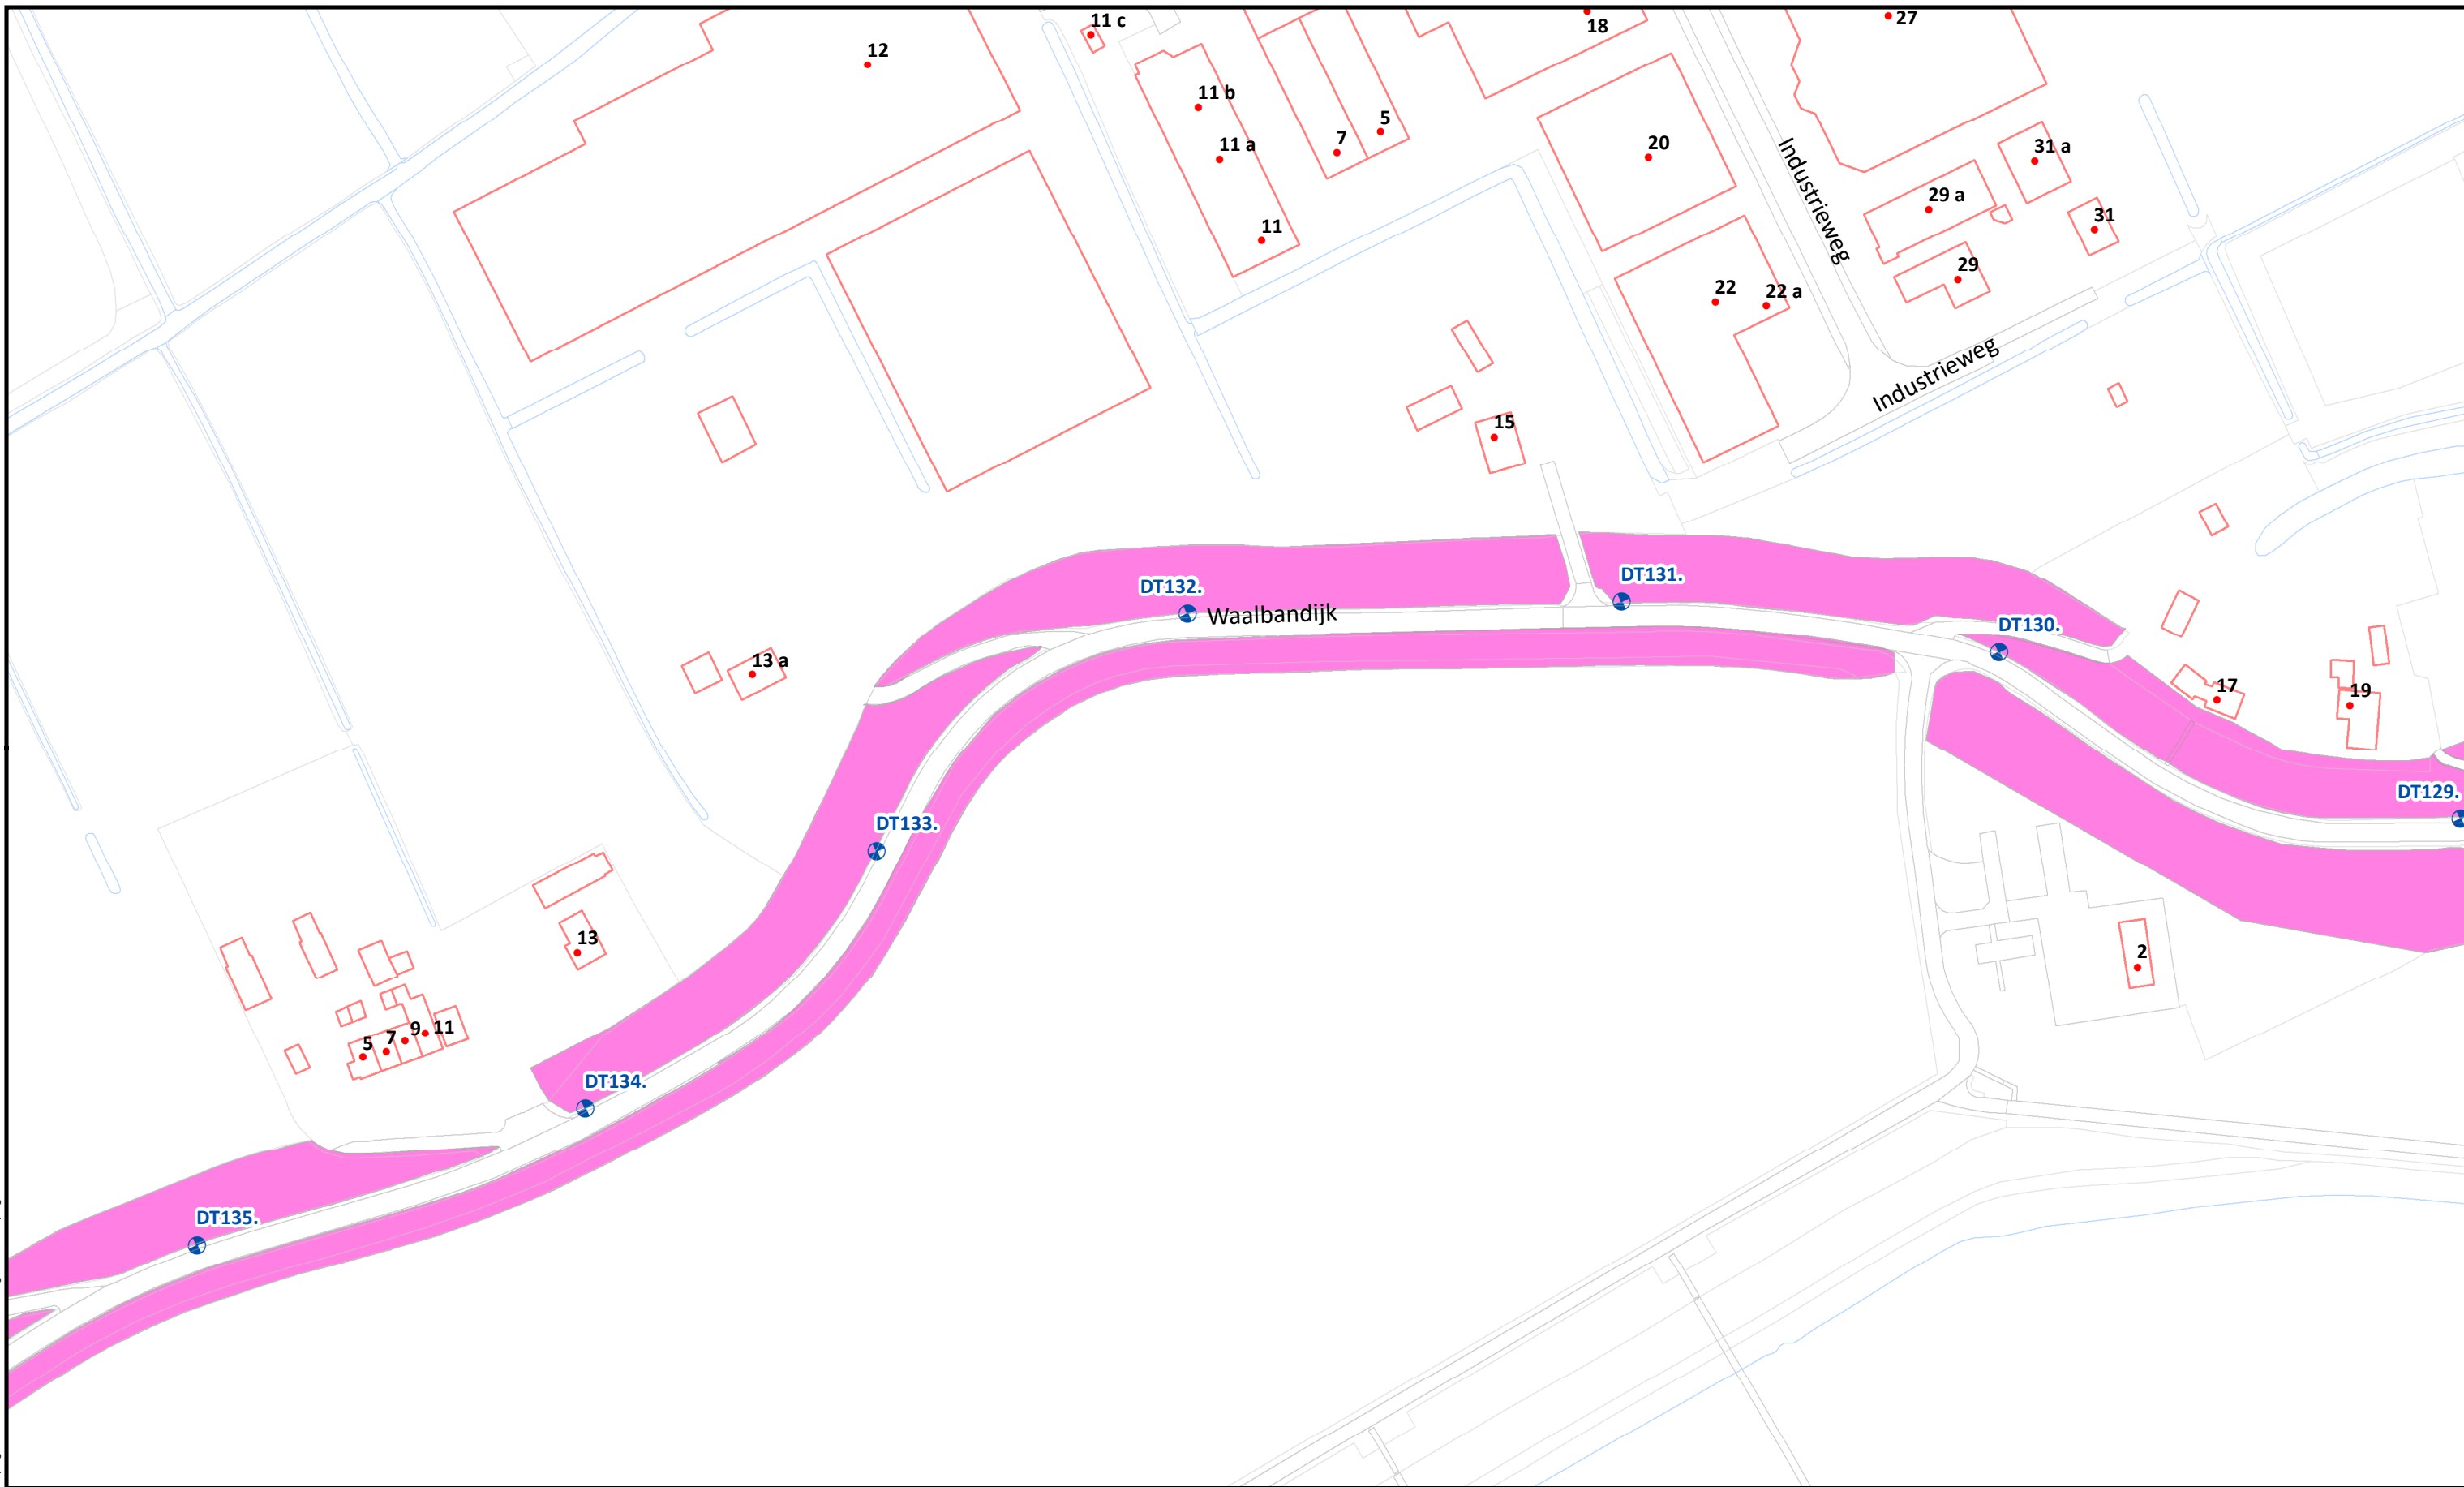 11 c
18
27
12
11 b
5
7
20
Industrieweg
31 a
11 a
29 a
31
11
29
22
22 a
Industrieweg
15
DT132.
Waalbandijk
DT131.
DT130.
13 a
17
19
DT129.
DT133.
13
2
5
7
9
11
DT134.
DT135.